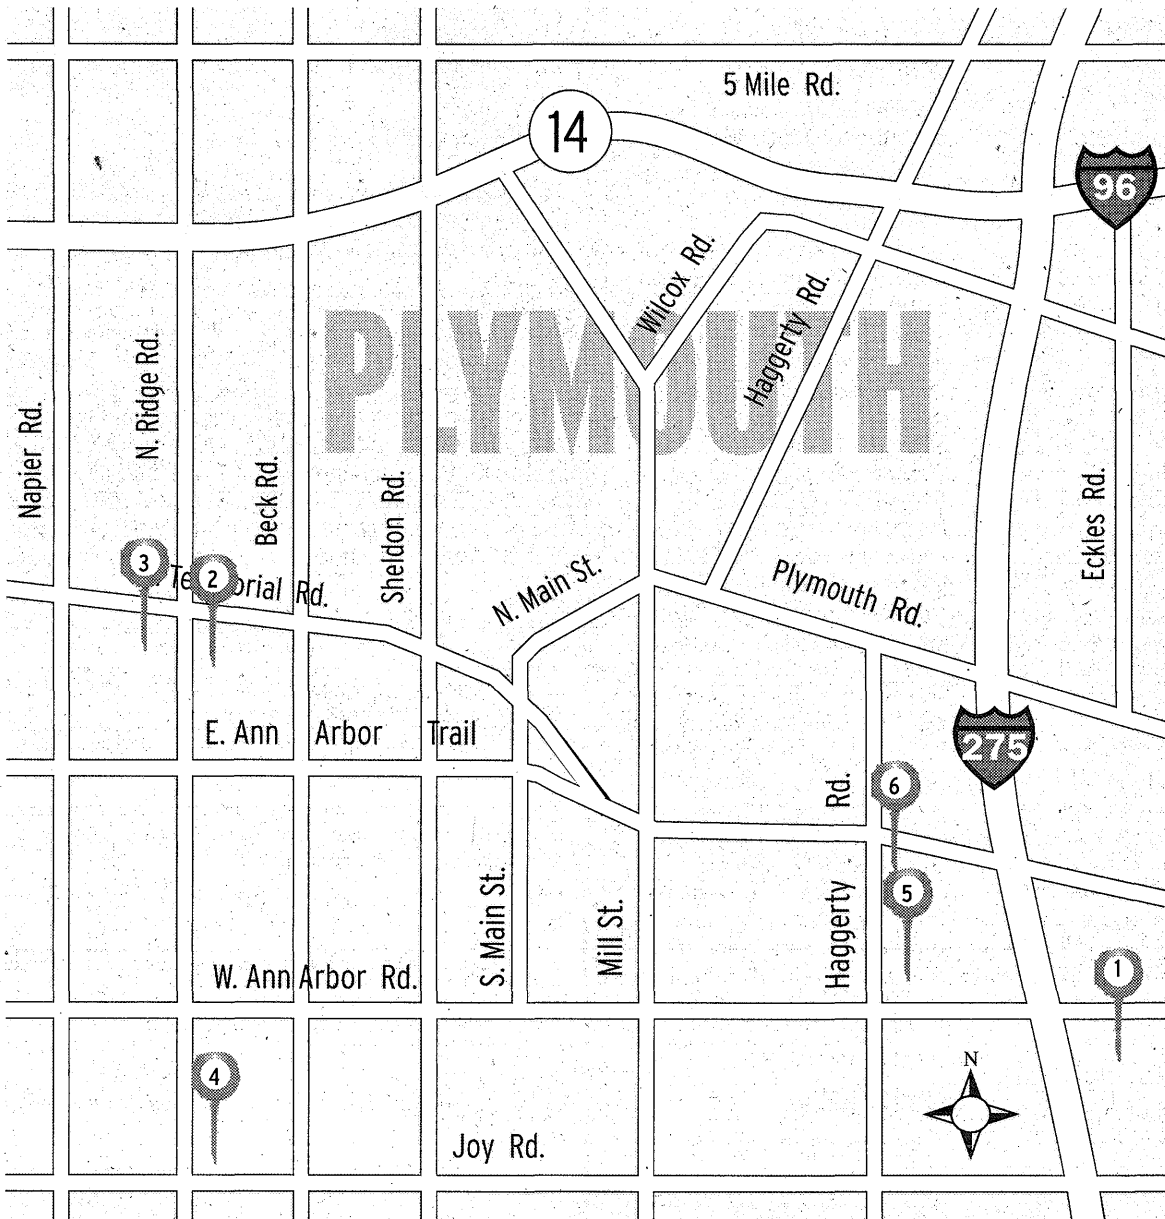 5 Mile Rd.
14
96
Wilcox Rd.
Haggerty Rd.
PLYMOUTH
N. Ridge Rd.
Napier Rd.
Beck Rd.
Sheldon Rd.
Eckles Rd.
3
2
Rd.
N. Main St.
Plymouth Rd.
E. Ann Arbor Trail
275
6
Haggerty Rd.
5
S. Main St.
Mill St.
W. Ann Arbor Rd.
1
4
N
Joy Rd.